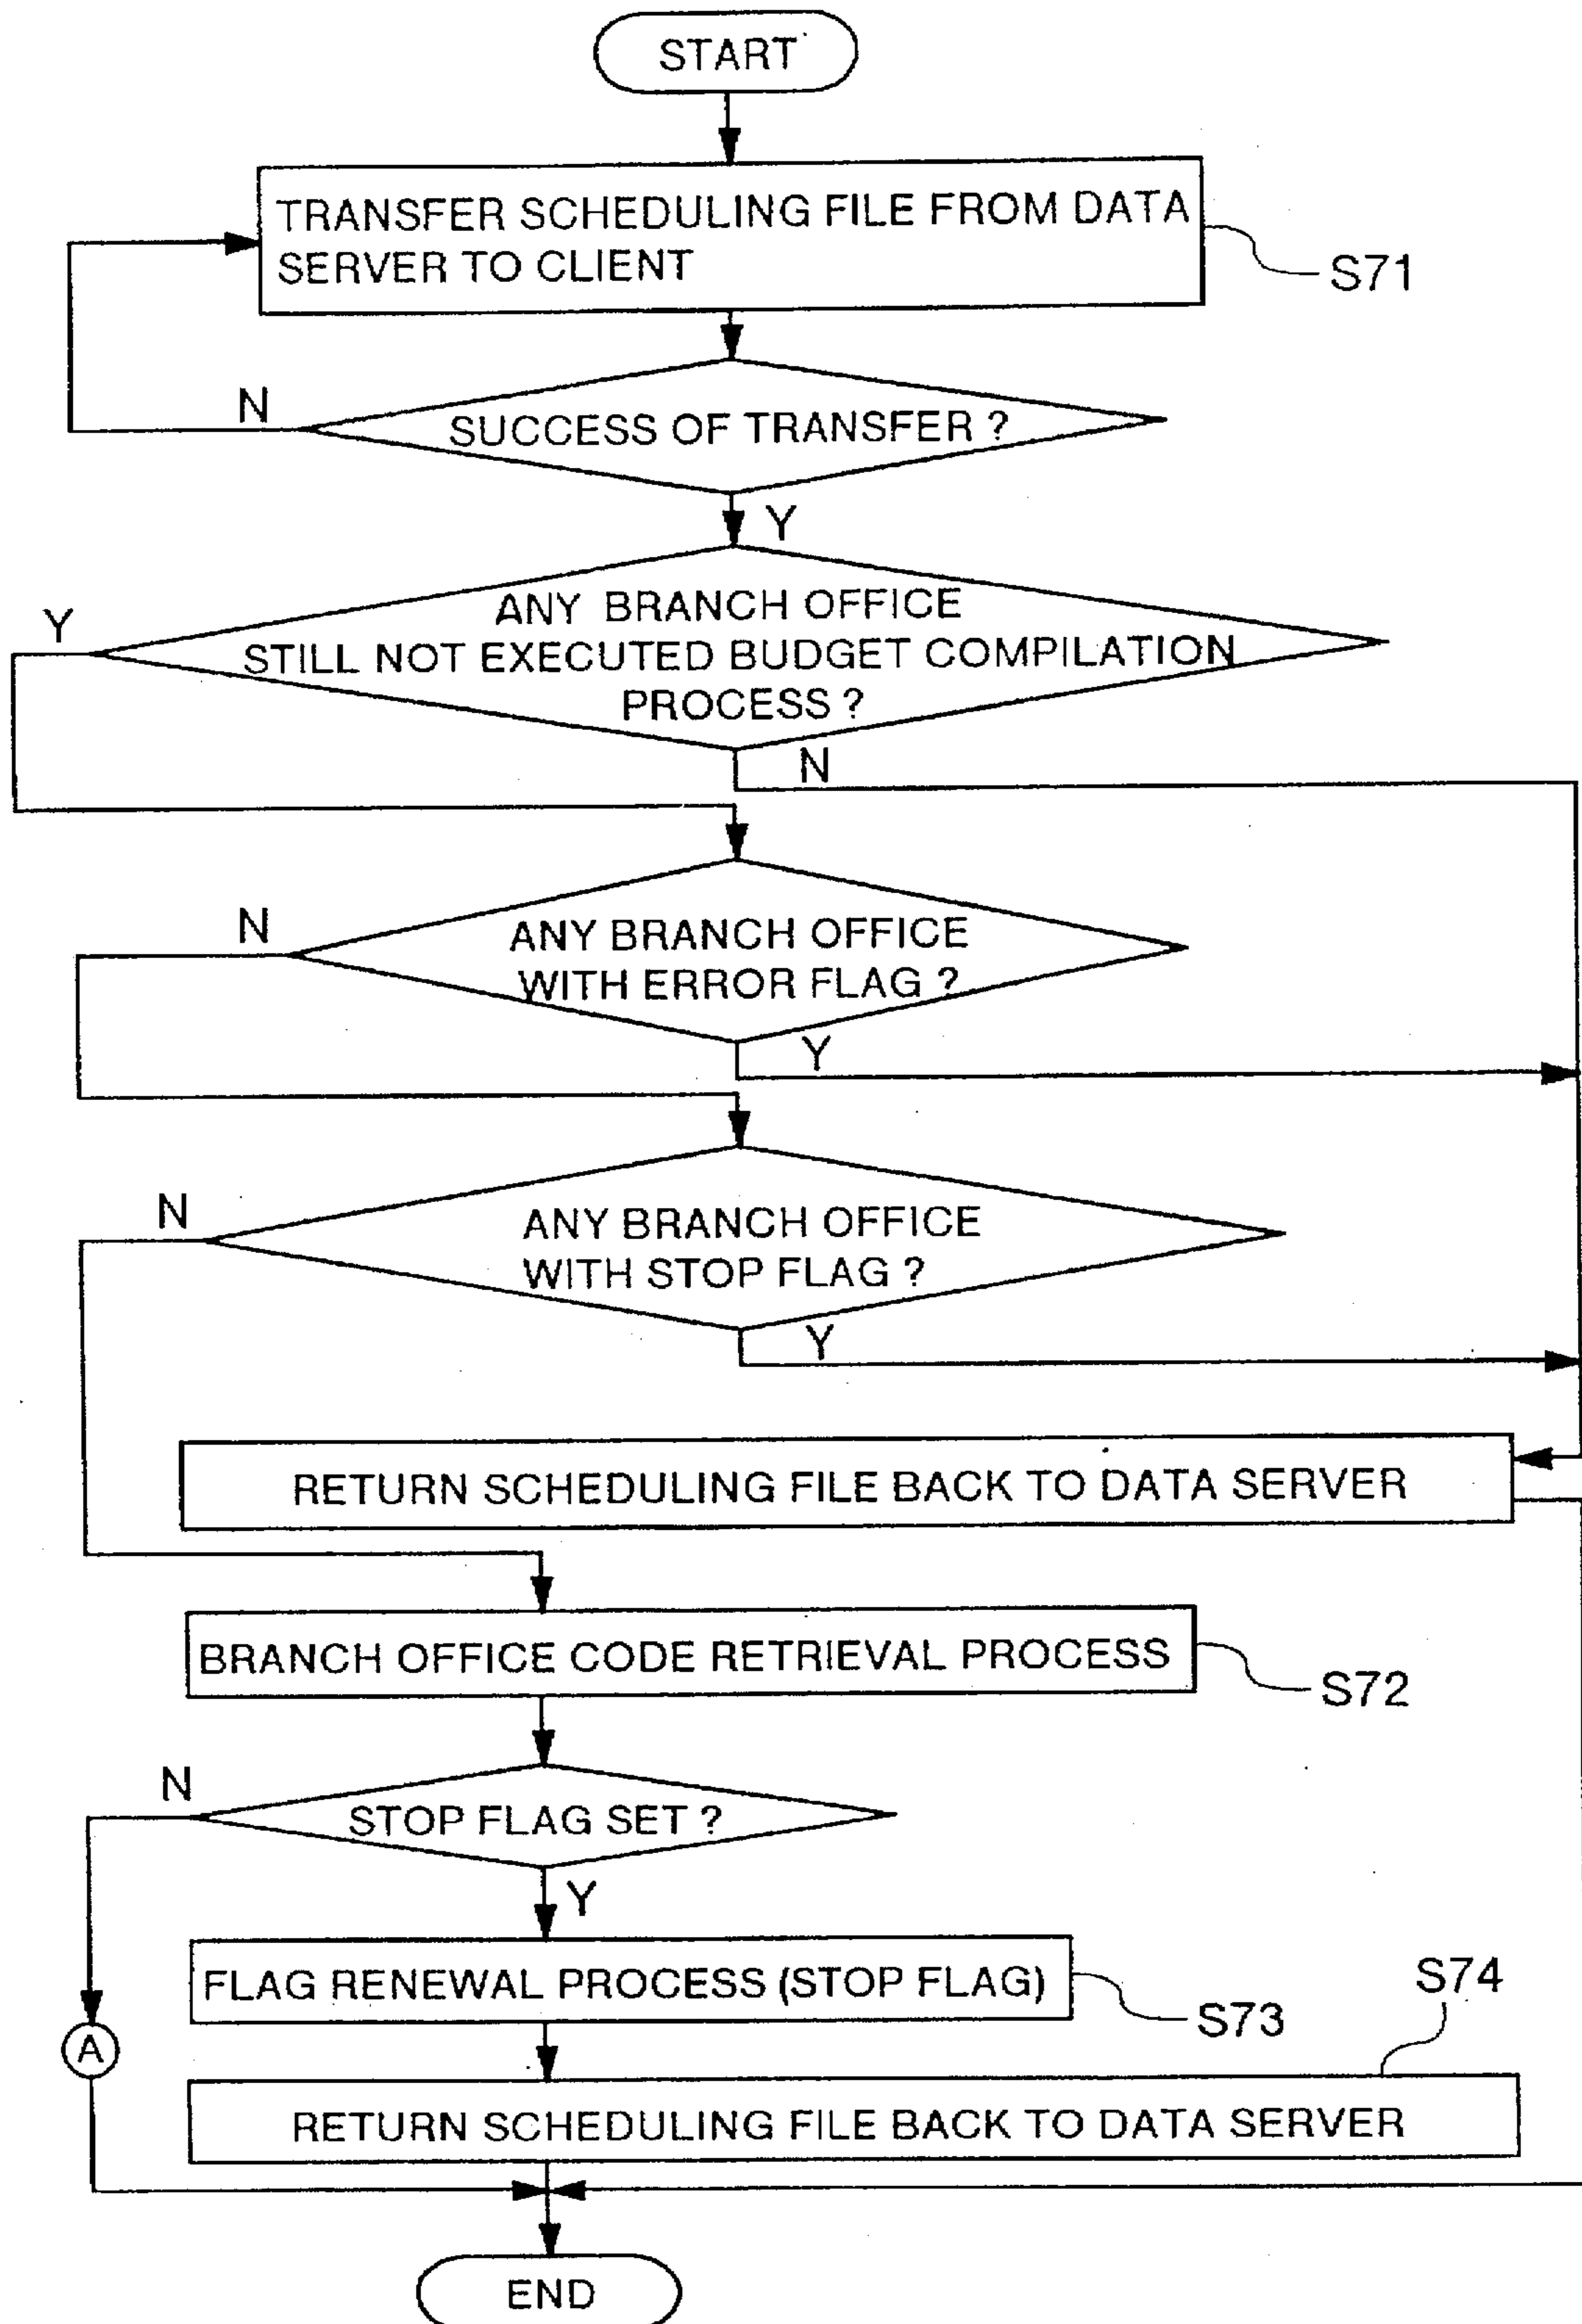 START
TRANSFER SCHEDULING FILE FROM DATA
SERVER TO CLIENT
S71
N
SUCCESS OF TRANSFER ?
Y
ANY BRANCH OFFICE
Y
STILL NOT EXECUTED BUDGET COMPILATION
PROCESS ?
N
N
ANY BRANCH OFFICE
WITH ERROR FLAG ?
Y
N
ANY BRANCH OFFICE
WITH STOP FLAG ?
Y
RETURN SCHEDULING FILE BACK TO DATA SERVER
BRANCH OFFICE CODE RETRIEVAL PROCESS
S72
N
STOP FLAG SET ?
Y
FLAG RENEWAL PROCESS (STOP FLAG)
S73
S74
A
RETURN SCHEDULING FILE BACK TO DATA SERVER
END